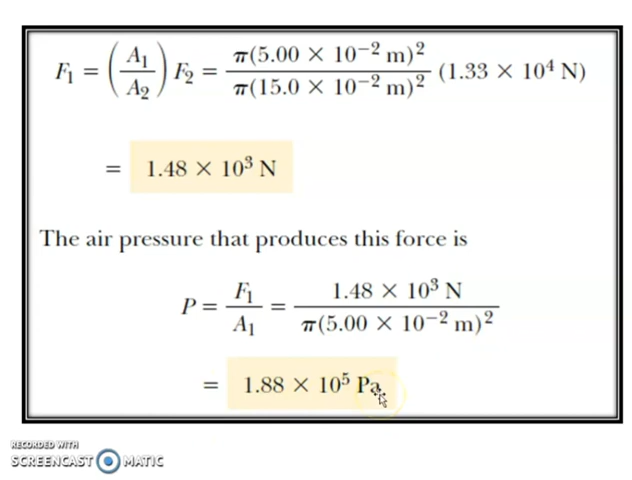 F₁ = (A₁/A₂) F₂ = π(5.00 × 10⁻² m)² / π(15.0 × 10⁻² m)² (1.33 × 10⁴ N)
= 1.48 × 10³ N
The air pressure that produces this force is
P = F₁/A₁ = 1.48 × 10³ N / π(5.00 × 10⁻² m)²
= 1.88 × 10⁵ Pa
RECORDED WITH
SCREENCAST MATIC